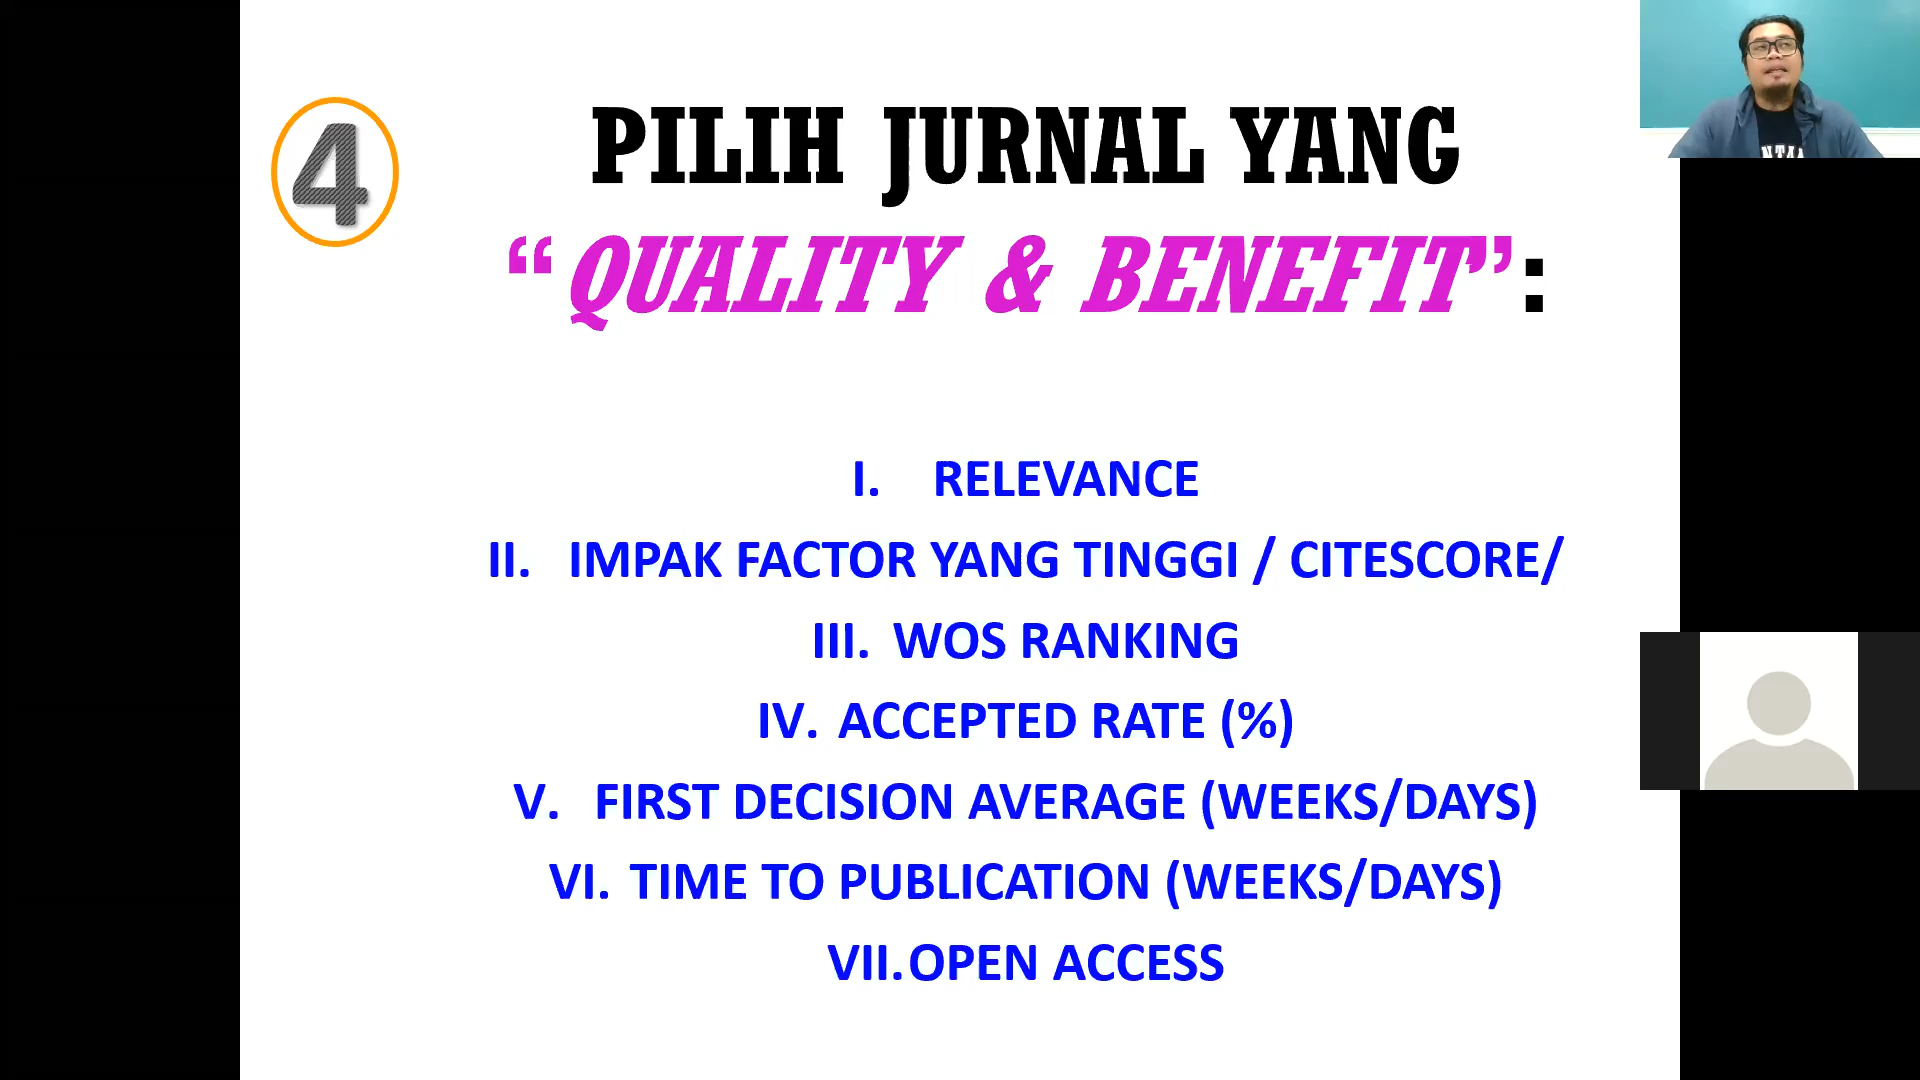 4
PILIH JURNAL YANG
“QUALITY & BENEFIT”:
I. RELEVANCE
II. IMPAK FACTOR YANG TINGGI / CITESCORE/
III. WOS RANKING
IV. ACCEPTED RATE (%)
V. FIRST DECISION AVERAGE (WEEKS/DAYS)
VI. TIME TO PUBLICATION (WEEKS/DAYS)
VII.OPEN ACCESS